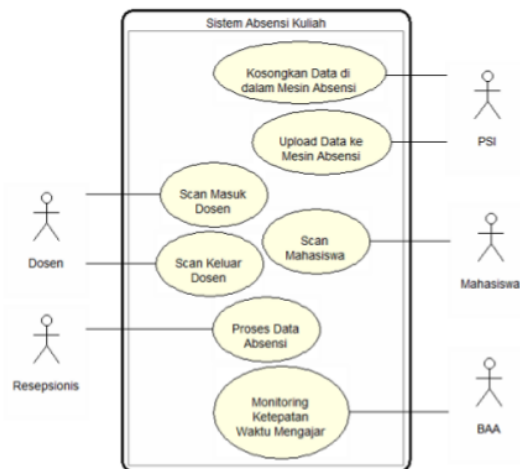 Sistem Absensi Kuliah
Kosongkan Data di
dalam Mesin Absensi
Upload Data ke
Mesin Absensi
PSI
Scan Masuk
Dosen
Dosen
Scan Mahasiswa
Scan Keluar
Dosen
Mahasiswa
Proses Data
Absensi
Resepsionis
Monitoring
Ketepatan
Waktu Mengajar
BAA